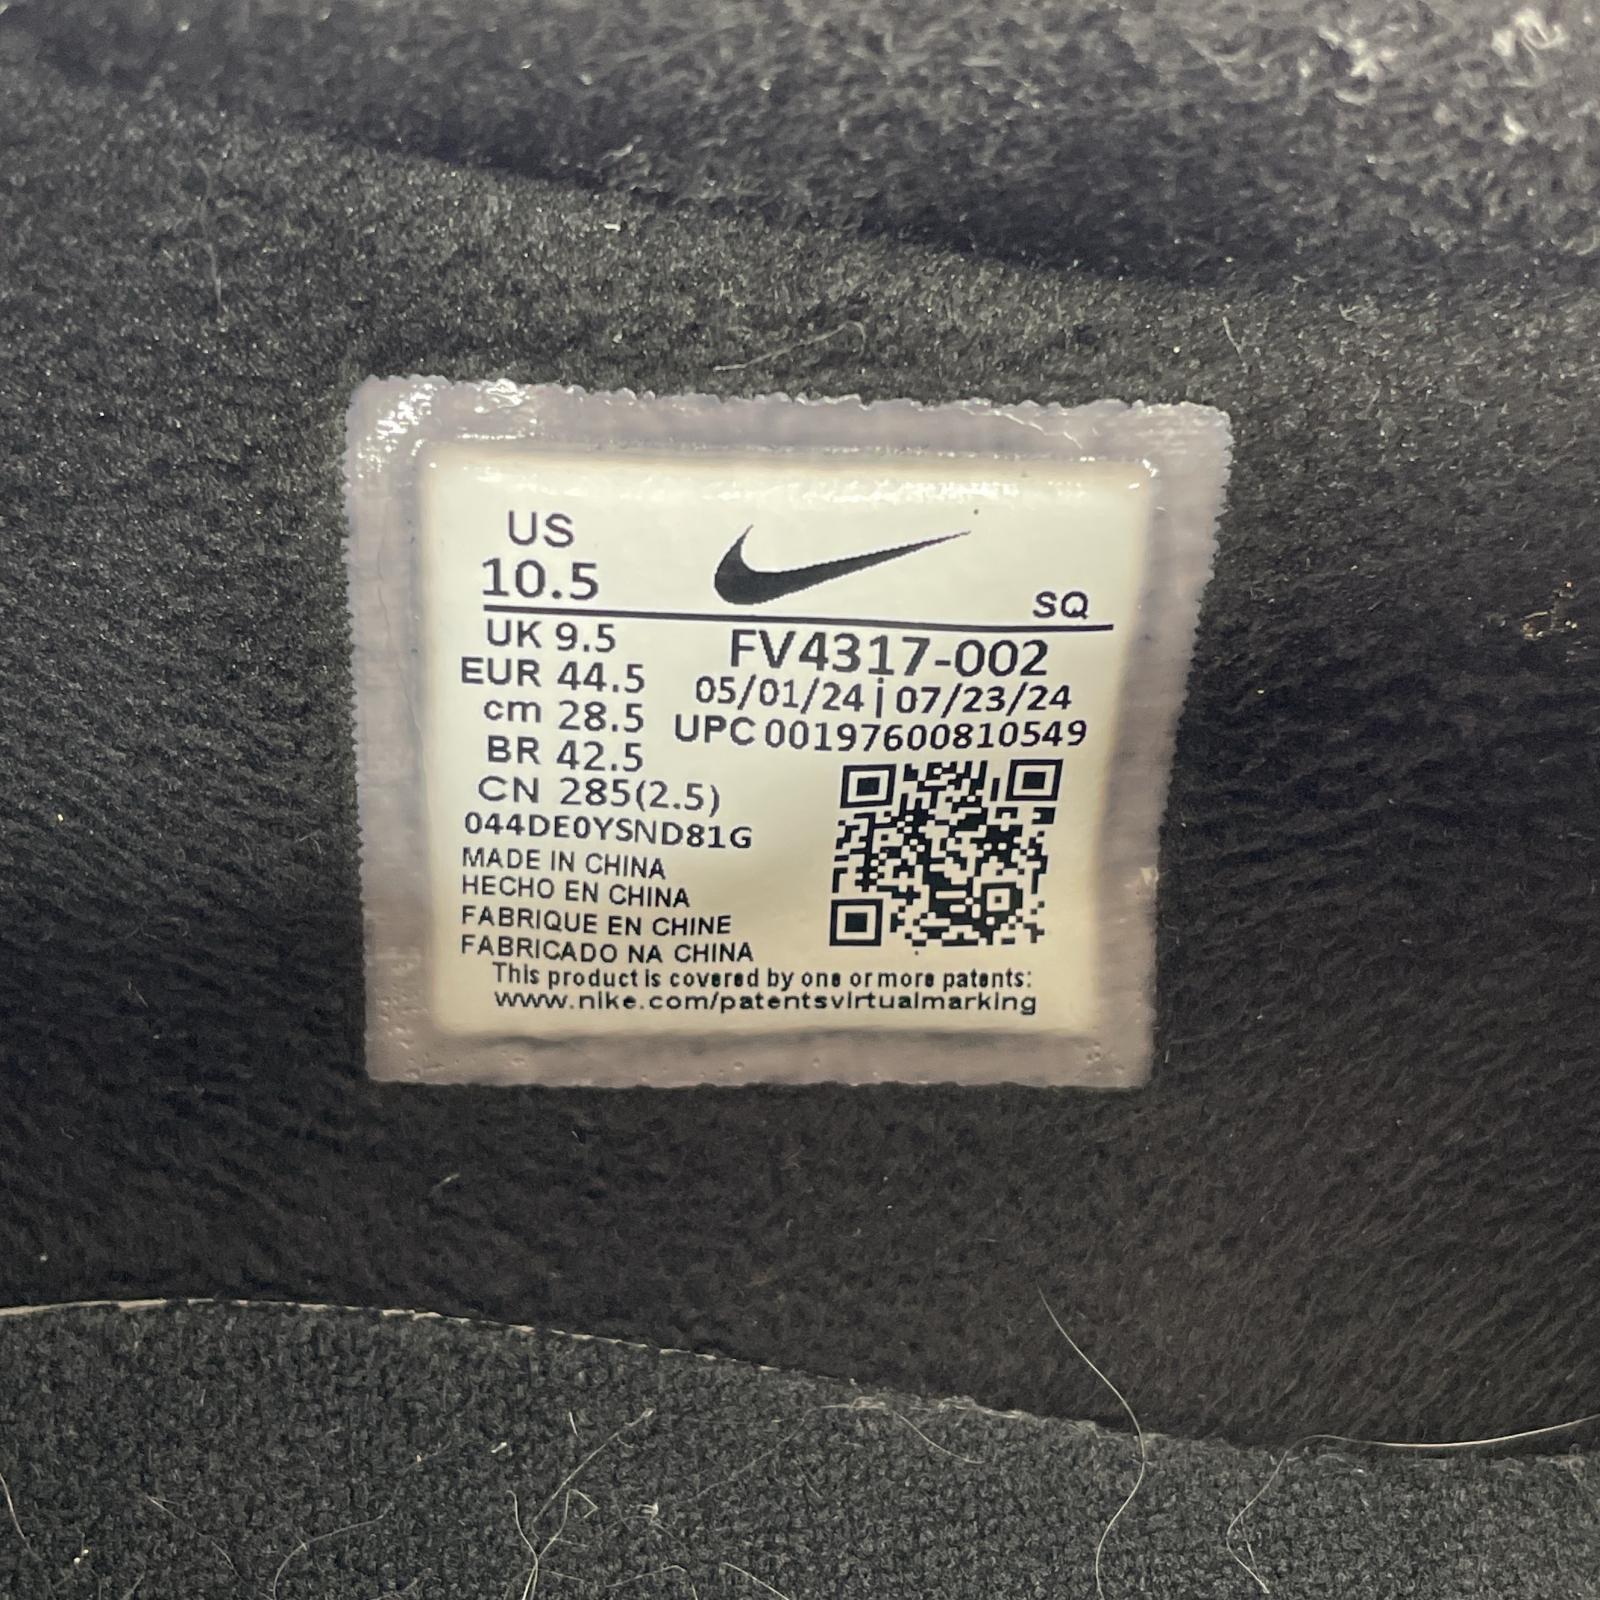 US
10.5
SQ
UK 9.5
EUR 44.5
cm 28.5
BR 42.5
CN 285(2.5)
FV4317-002
05/01/24 | 07/23/24
UPC 00197600810549
044DE0YSND81G
MADE IN CHINA
HECHO EN CHINA
FABRIQUE EN CHINE
FABRICADO NA CHINA
This product is covered by one or more patents:
www.nike.com/patentsvirtualmarking